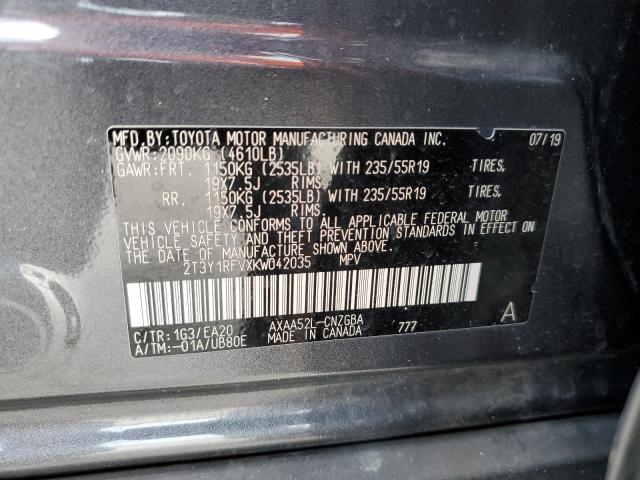 MFD.BY:TOYOTA MOTOR MANUFACTURING CANADA INC. 07/19
GVWR:2090KG (4610LB)
GAWR:FRT. 1150KG (2535LB) WITH 235/55R19 TIRES,
19X7.5J RIMS,
RR. 1150KG (2535LB) WITH 235/55R19 TIRES,
19X7.5J RIMS,
THIS VEHICLE CONFORMS TO ALL APPLICABLE FEDERAL MOTOR
VEHICLE SAFETY AND THEFT PREVENTION STANDARDS IN EFFECT ON
THE DATE OF MANUFACTURE SHOWN ABOVE.
2T3Y1RFVXKW042035 MPV
C/TR:1G3/EA20 AXAA52L-CNZGBA A
A/TM:-01A/UB80E MADE IN CANADA 777